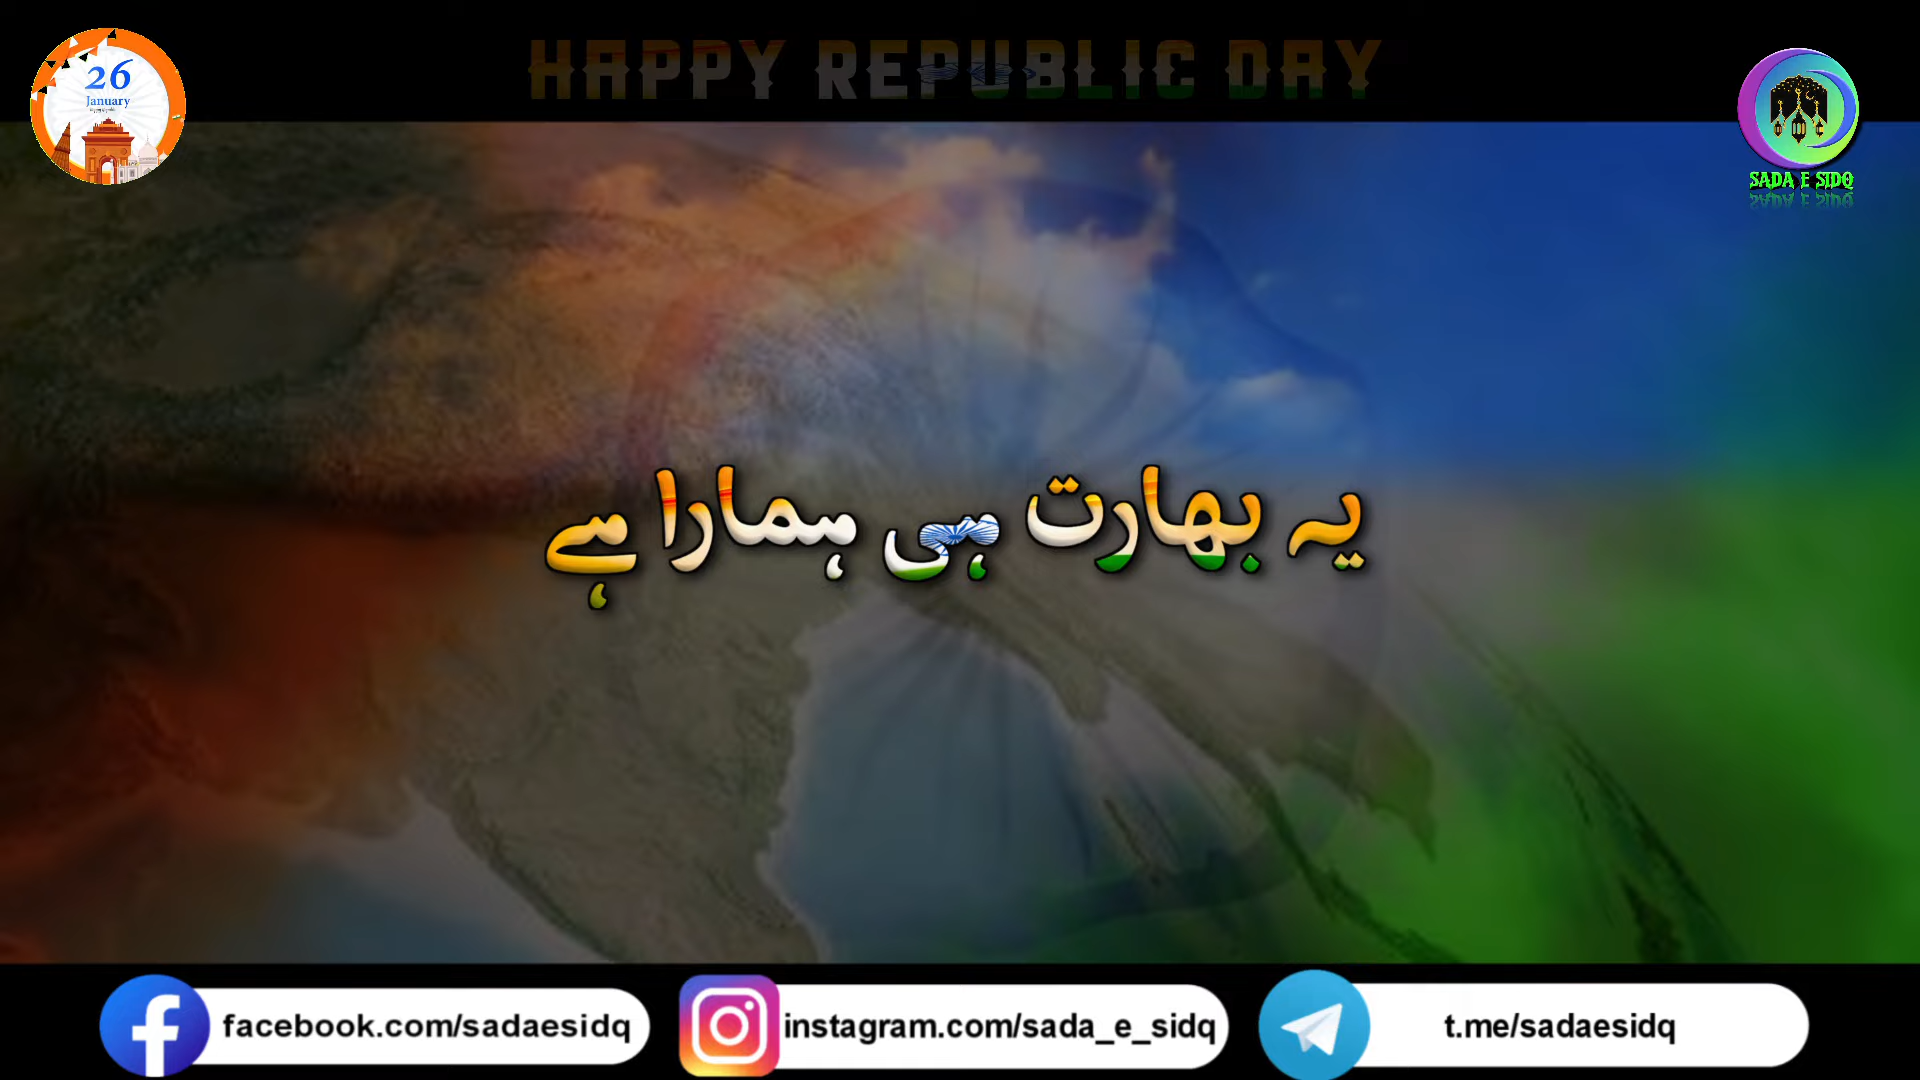 HAPPY REPUBLIC DAY
26
January
SADA E SIDQ
یہ بھارت ہی ہمارا ہے
facebook.com/sadaesidq
instagram.com/sada_e_sidq
t.me/sadaesidq